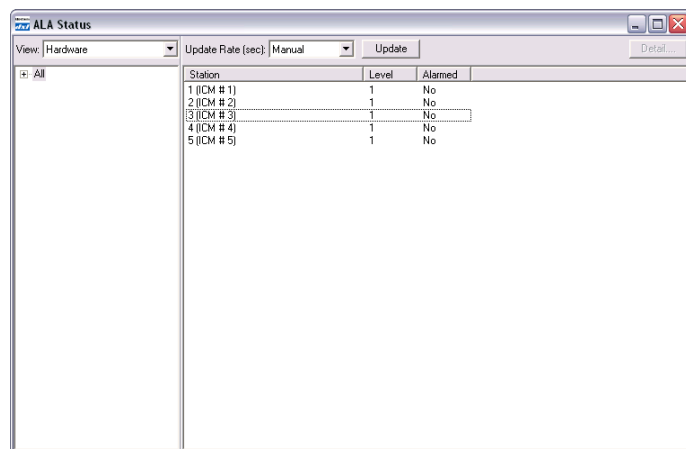 ALA Status
View: Hardware Update Rate (sec): Manual Update Detail....
All
Station Level Alarmed
1 (ICM # 1) 1 No
2 (ICM # 2) 1 No
3 (ICM # 3) 1 No
4 (ICM # 4) 1 No
5 (ICM # 5) 1 No